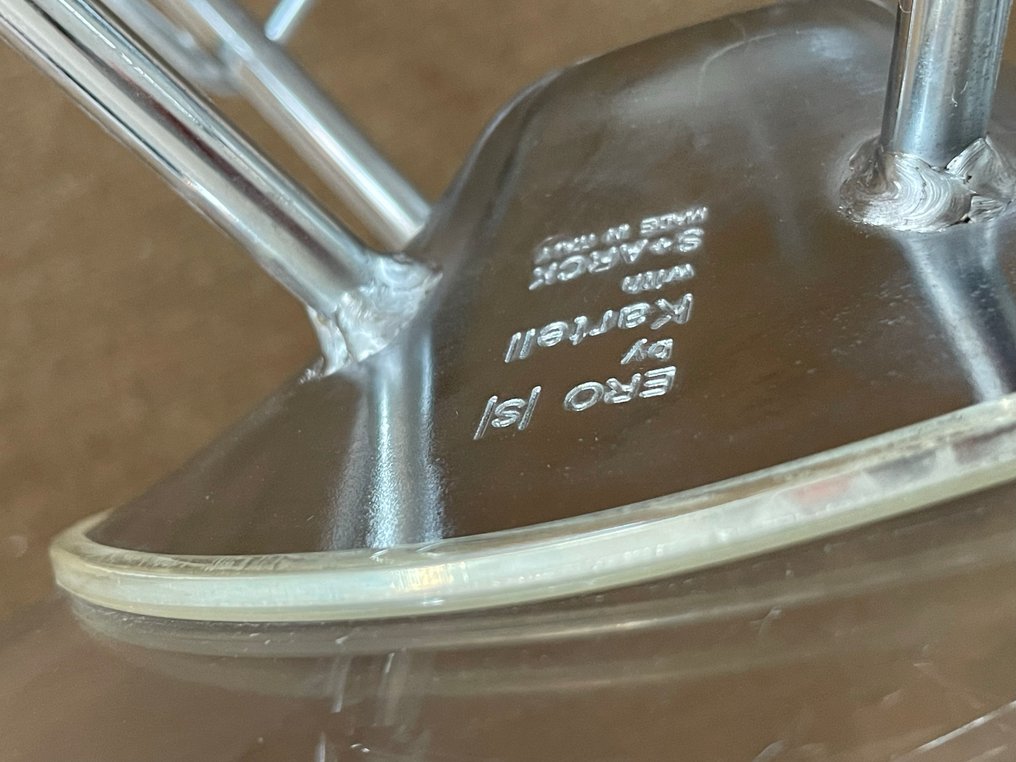 ERO |S|
by
Kartell
with
S+ARCK
MADE IN ITALY